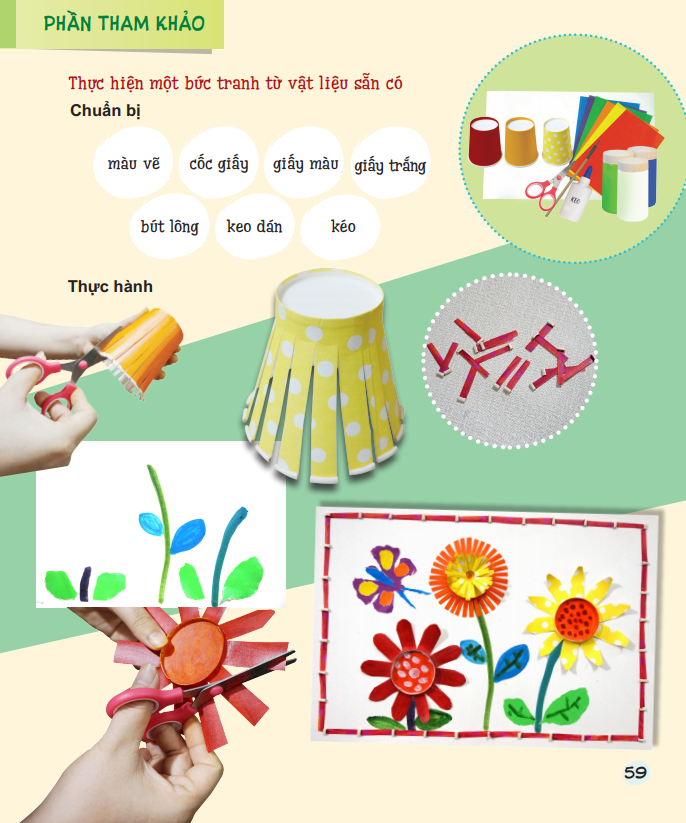 PHẦN THAM KHẢO
Thực hiện một bức tranh từ vật liệu sẵn có
Chuẩn bị
màu vẽ
cốc giấy
giấy màu
giấy trắng
bút lông
keo dán
kéo
KEO
Thực hành
59